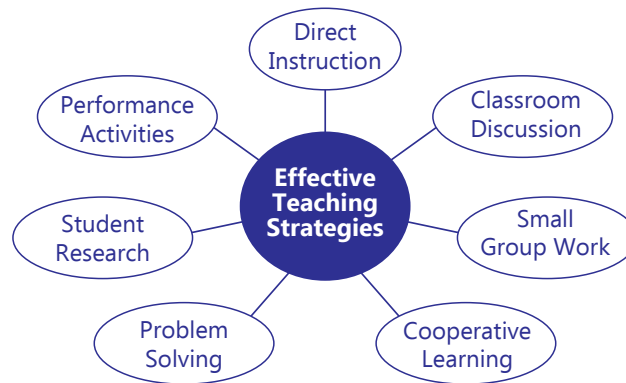 Direct
Instruction
Performance
Activities
Classroom
Discussion
Effective
Teaching
Strategies
Student
Research
Small
Group Work
Problem
Solving
Cooperative
Learning